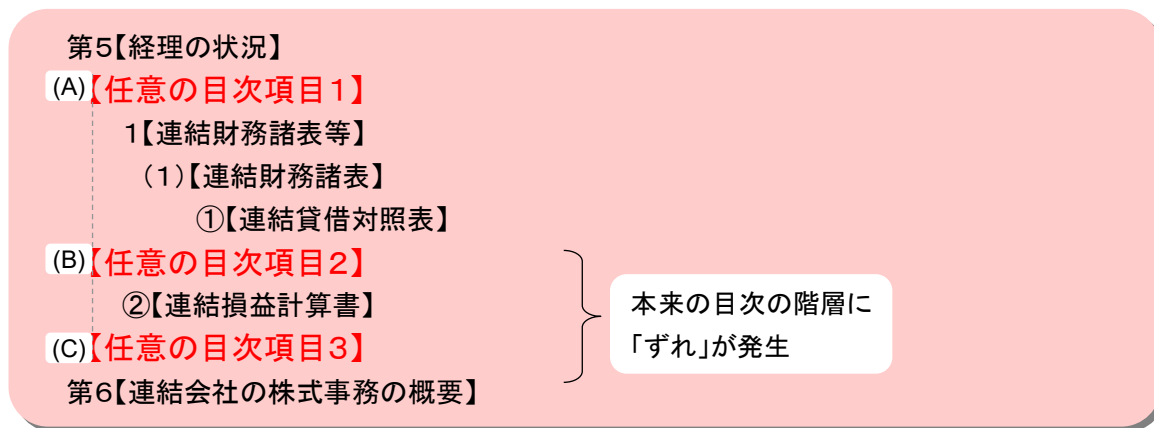 第5【経理の状況】
(A)【任意の目次項目1】
1【連結財務諸表等】
(1)【連結財務諸表】
①【連結貸借対照表】
(B)【任意の目次項目2】
②【連結損益計算書】
(C)【任意の目次項目3】
第6【連結会社の株式事務の概要】
本来の目次の階層に
「ずれ」が発生